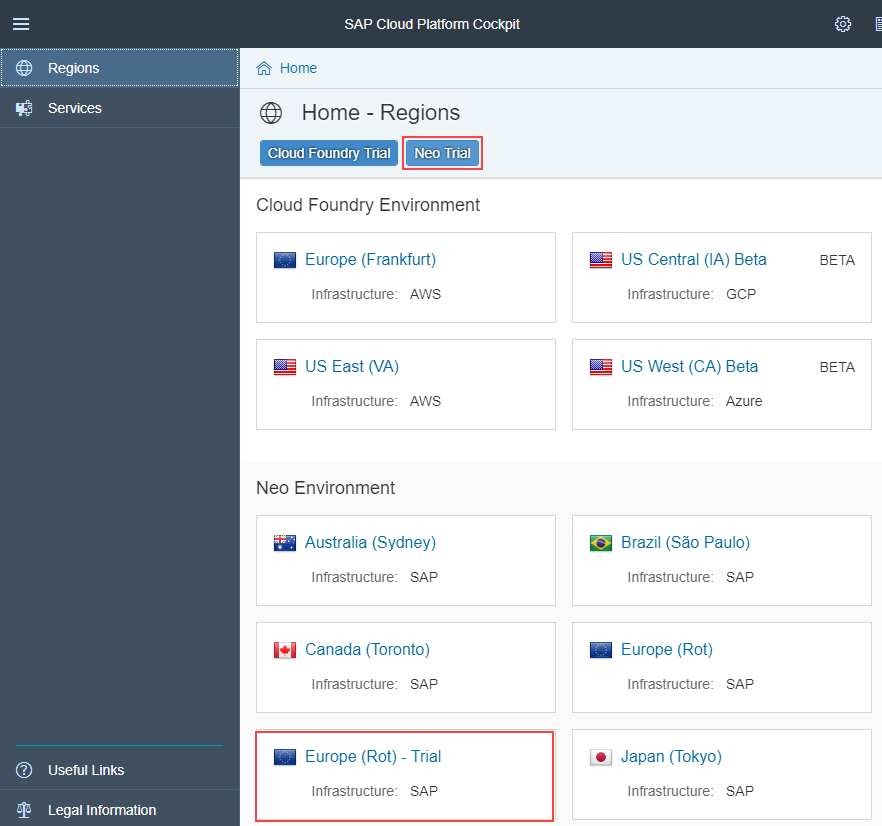 SAP Cloud Platform Cockpit
Regions
Services
Useful Links
Legal Information
Home
Home - Regions
Cloud Foundry Trial Neo Trial
Cloud Foundry Environment
Europe (Frankfurt)
Infrastructure: AWS
US Central (IA) Beta BETA
Infrastructure: GCP
US East (VA)
Infrastructure: AWS
US West (CA) Beta BETA
Infrastructure: Azure
Neo Environment
Australia (Sydney)
Infrastructure: SAP
Brazil (São Paulo)
Infrastructure: SAP
Canada (Toronto)
Infrastructure: SAP
Europe (Rot)
Infrastructure: SAP
Europe (Rot) - Trial
Infrastructure: SAP
Japan (Tokyo)
Infrastructure: SAP